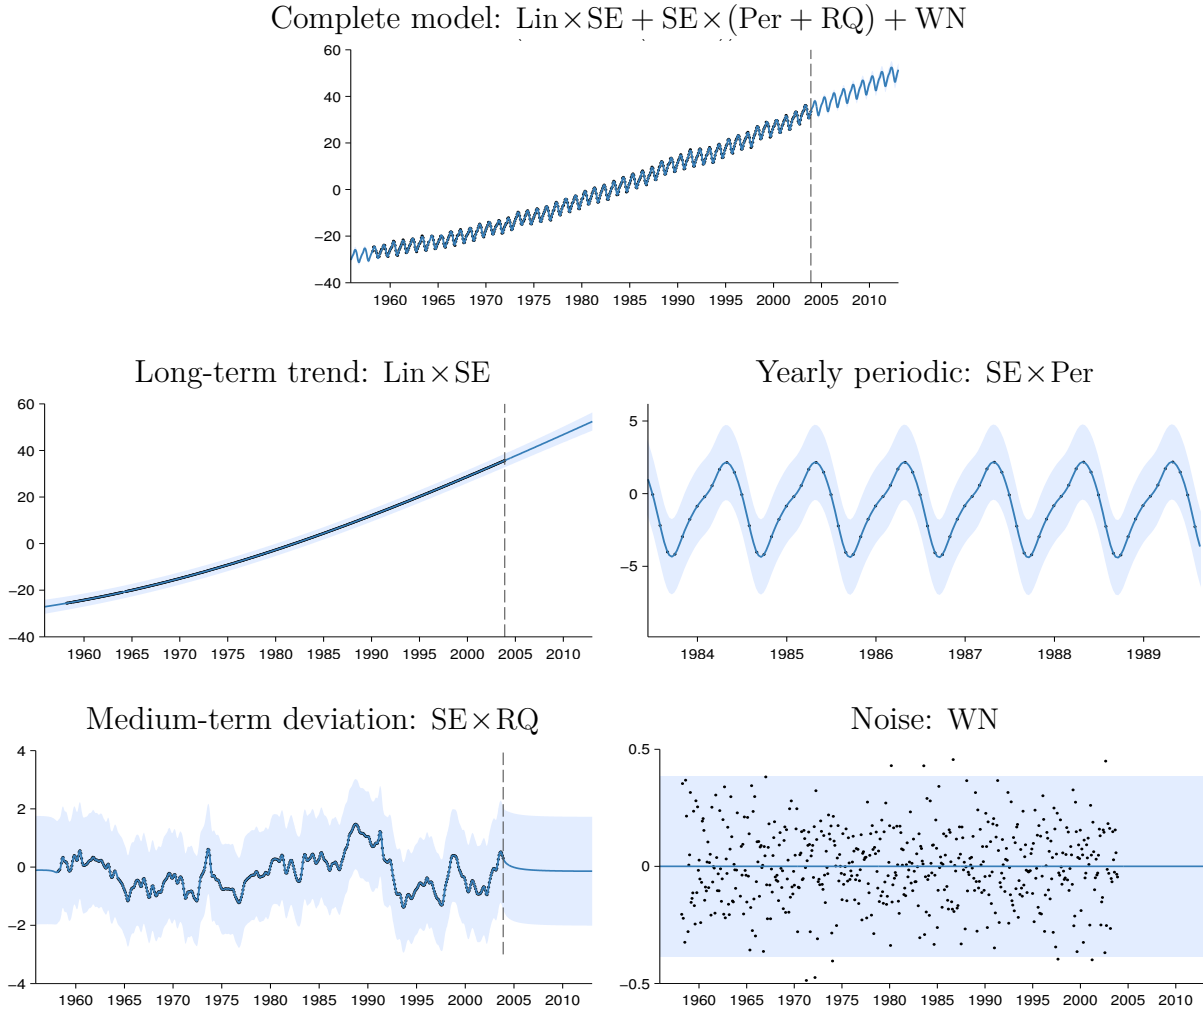 Complete model: Lin×SE + SE×(Per + RQ) + WN
60
40
20
0
−20
−40
1960 1965 1970 1975 1980 1985 1990 1995 2000 2005 2010
Long-term trend: Lin×SE
60
40
20
0
−20
−40
1960 1965 1970 1975 1980 1985 1990 1995 2000 2005 2010
Yearly periodic: SE×Per
5
0
−5
1984 1985 1986 1987 1988 1989
Medium-term deviation: SE×RQ
4
2
0
−2
−4
1960 1965 1970 1975 1980 1985 1990 1995 2000 2005 2010
Noise: WN
0.5
0
−0.5
1960 1965 1970 1975 1980 1985 1990 1995 2000 2005 2010